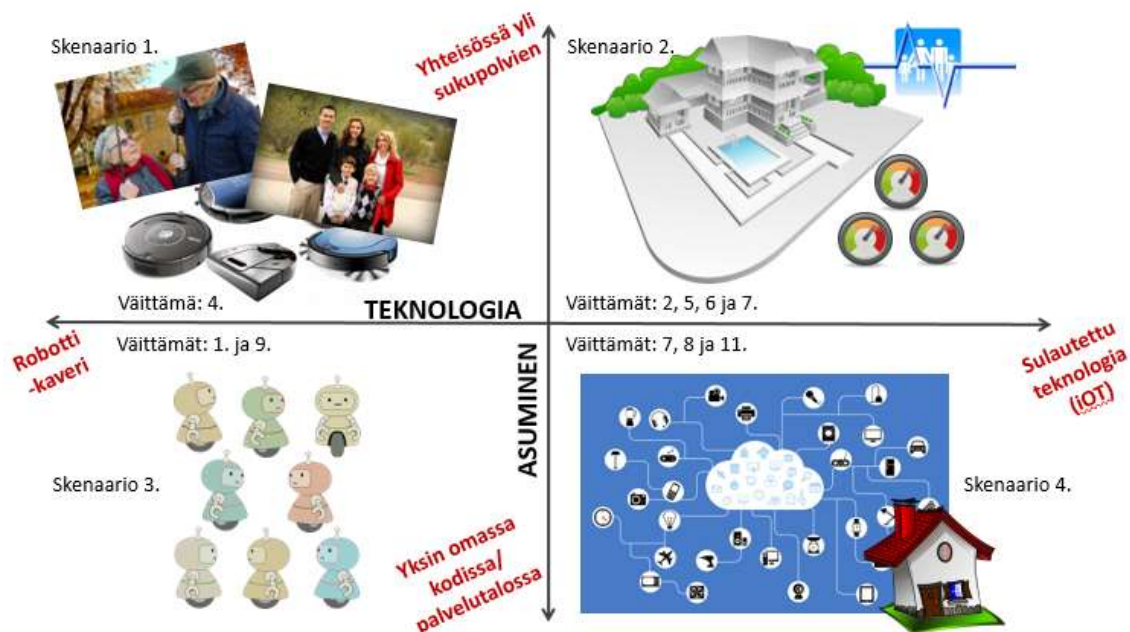 Skenaario 1.
Yhteisössä yli
sukupolvien
Skenaario 2.
Väittämä: 4.
TEKNOLOGIA
Väittämät: 2, 5, 6 ja 7.
Robotti
-kaveri
Väittämät: 1. ja 9.
ASUMINEN
Väittämät: 7, 8 ja 11.
Sulautettu
teknologia
(iOT)
Skenaario 3.
Skenaario 4.
Yksin omassa
kodissa/
palvelutalossa